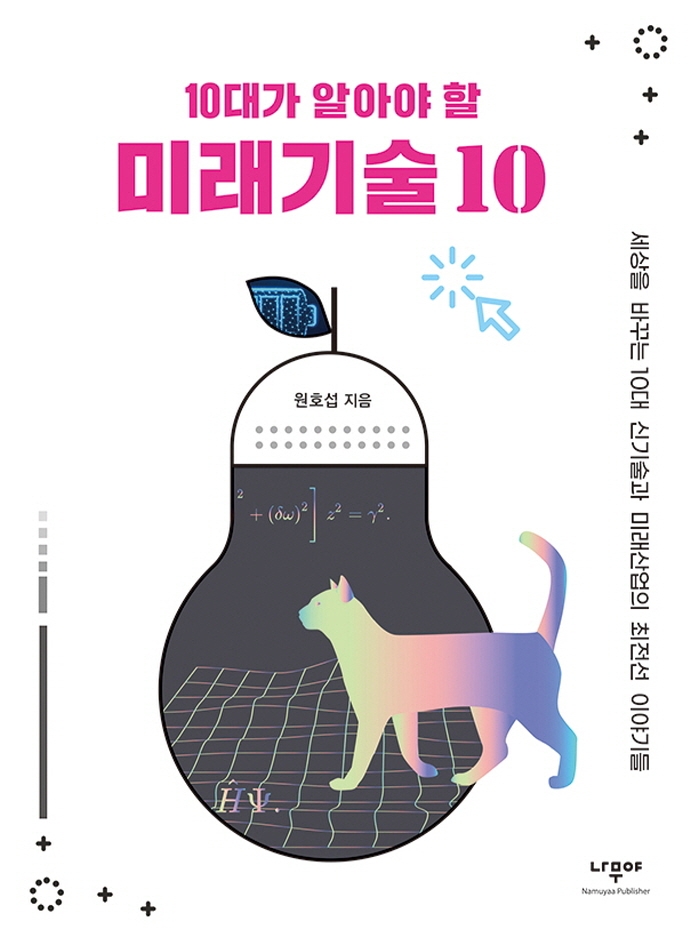 10대가 알아야 할
미래기술 10
원호섭 지음
² + (δω)²] z² = γ².
ĤΨ.
세상을 바꾸는 10대 신기술과 미래산업의 최전선 이야기들
나무야
Namuyaa Publisher